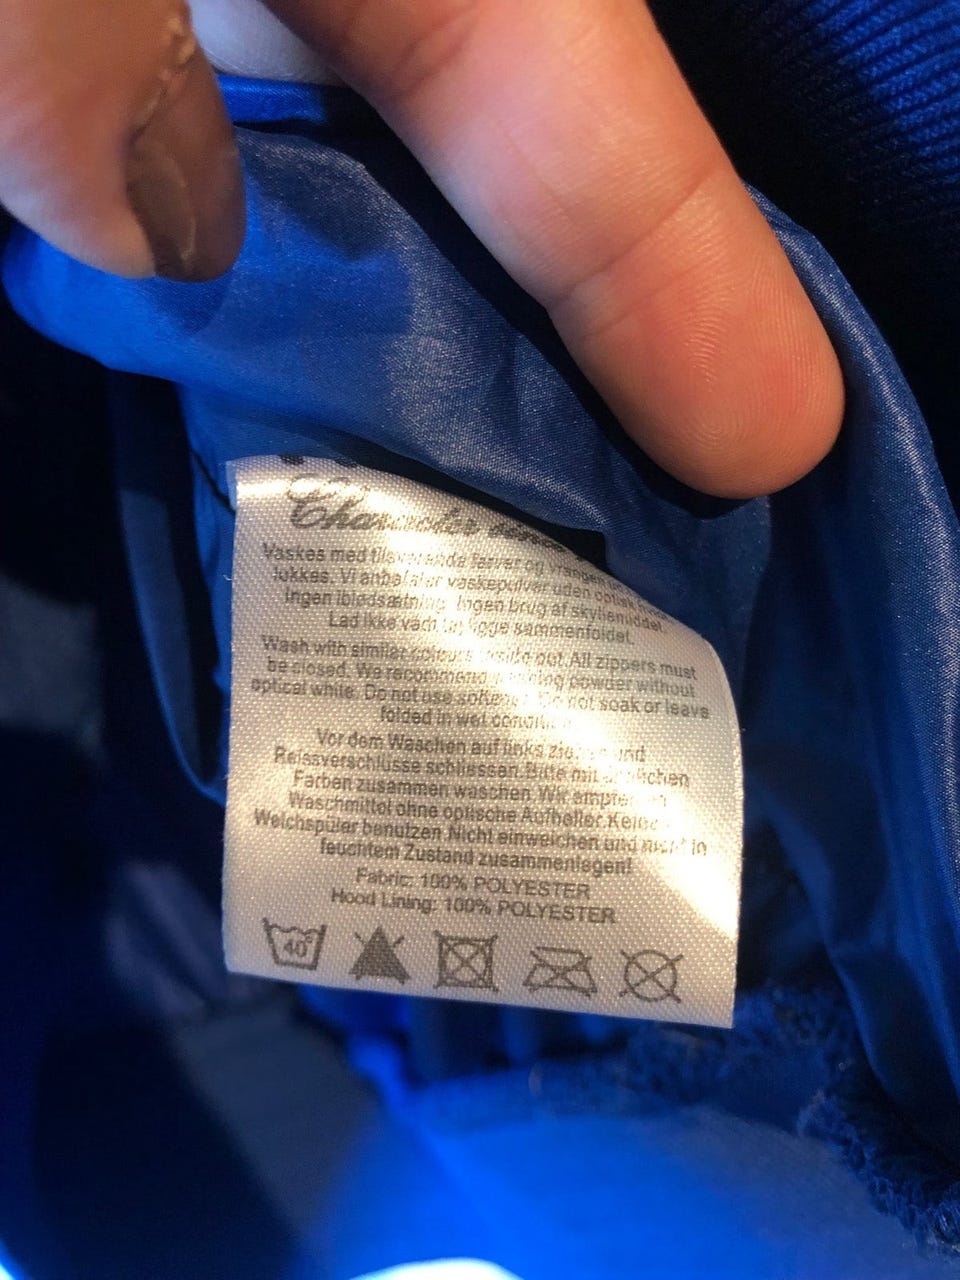 Character
Vaskes med tilsvarende farver og vrangen
lukkes. Vi anbefaler vaskepulver uden optisk
Ingen iblødsætning. Ingen brug af skyllemiddel.
Lad ikke vådt tøj ligge sammenfoldet.
Wash with similar colours inside out. All zippers must
be closed. We recommend washing powder without
optical white. Do not use softener. Do not soak or leave
folded in wet condition.
Vor dem Waschen auf links ziehen und
Reissverschlüsse schliessen. Bitte mit ähnlichen
Farben zusammen waschen. Wir empfehlen
Waschmittel ohne optische Aufheller. Keine
Weichspüler benutzen Nicht einweichen und nicht in
feuchtem Zustand zusammenlegen!
Fabric: 100% POLYESTER
Hood Lining: 100% POLYESTER
40°